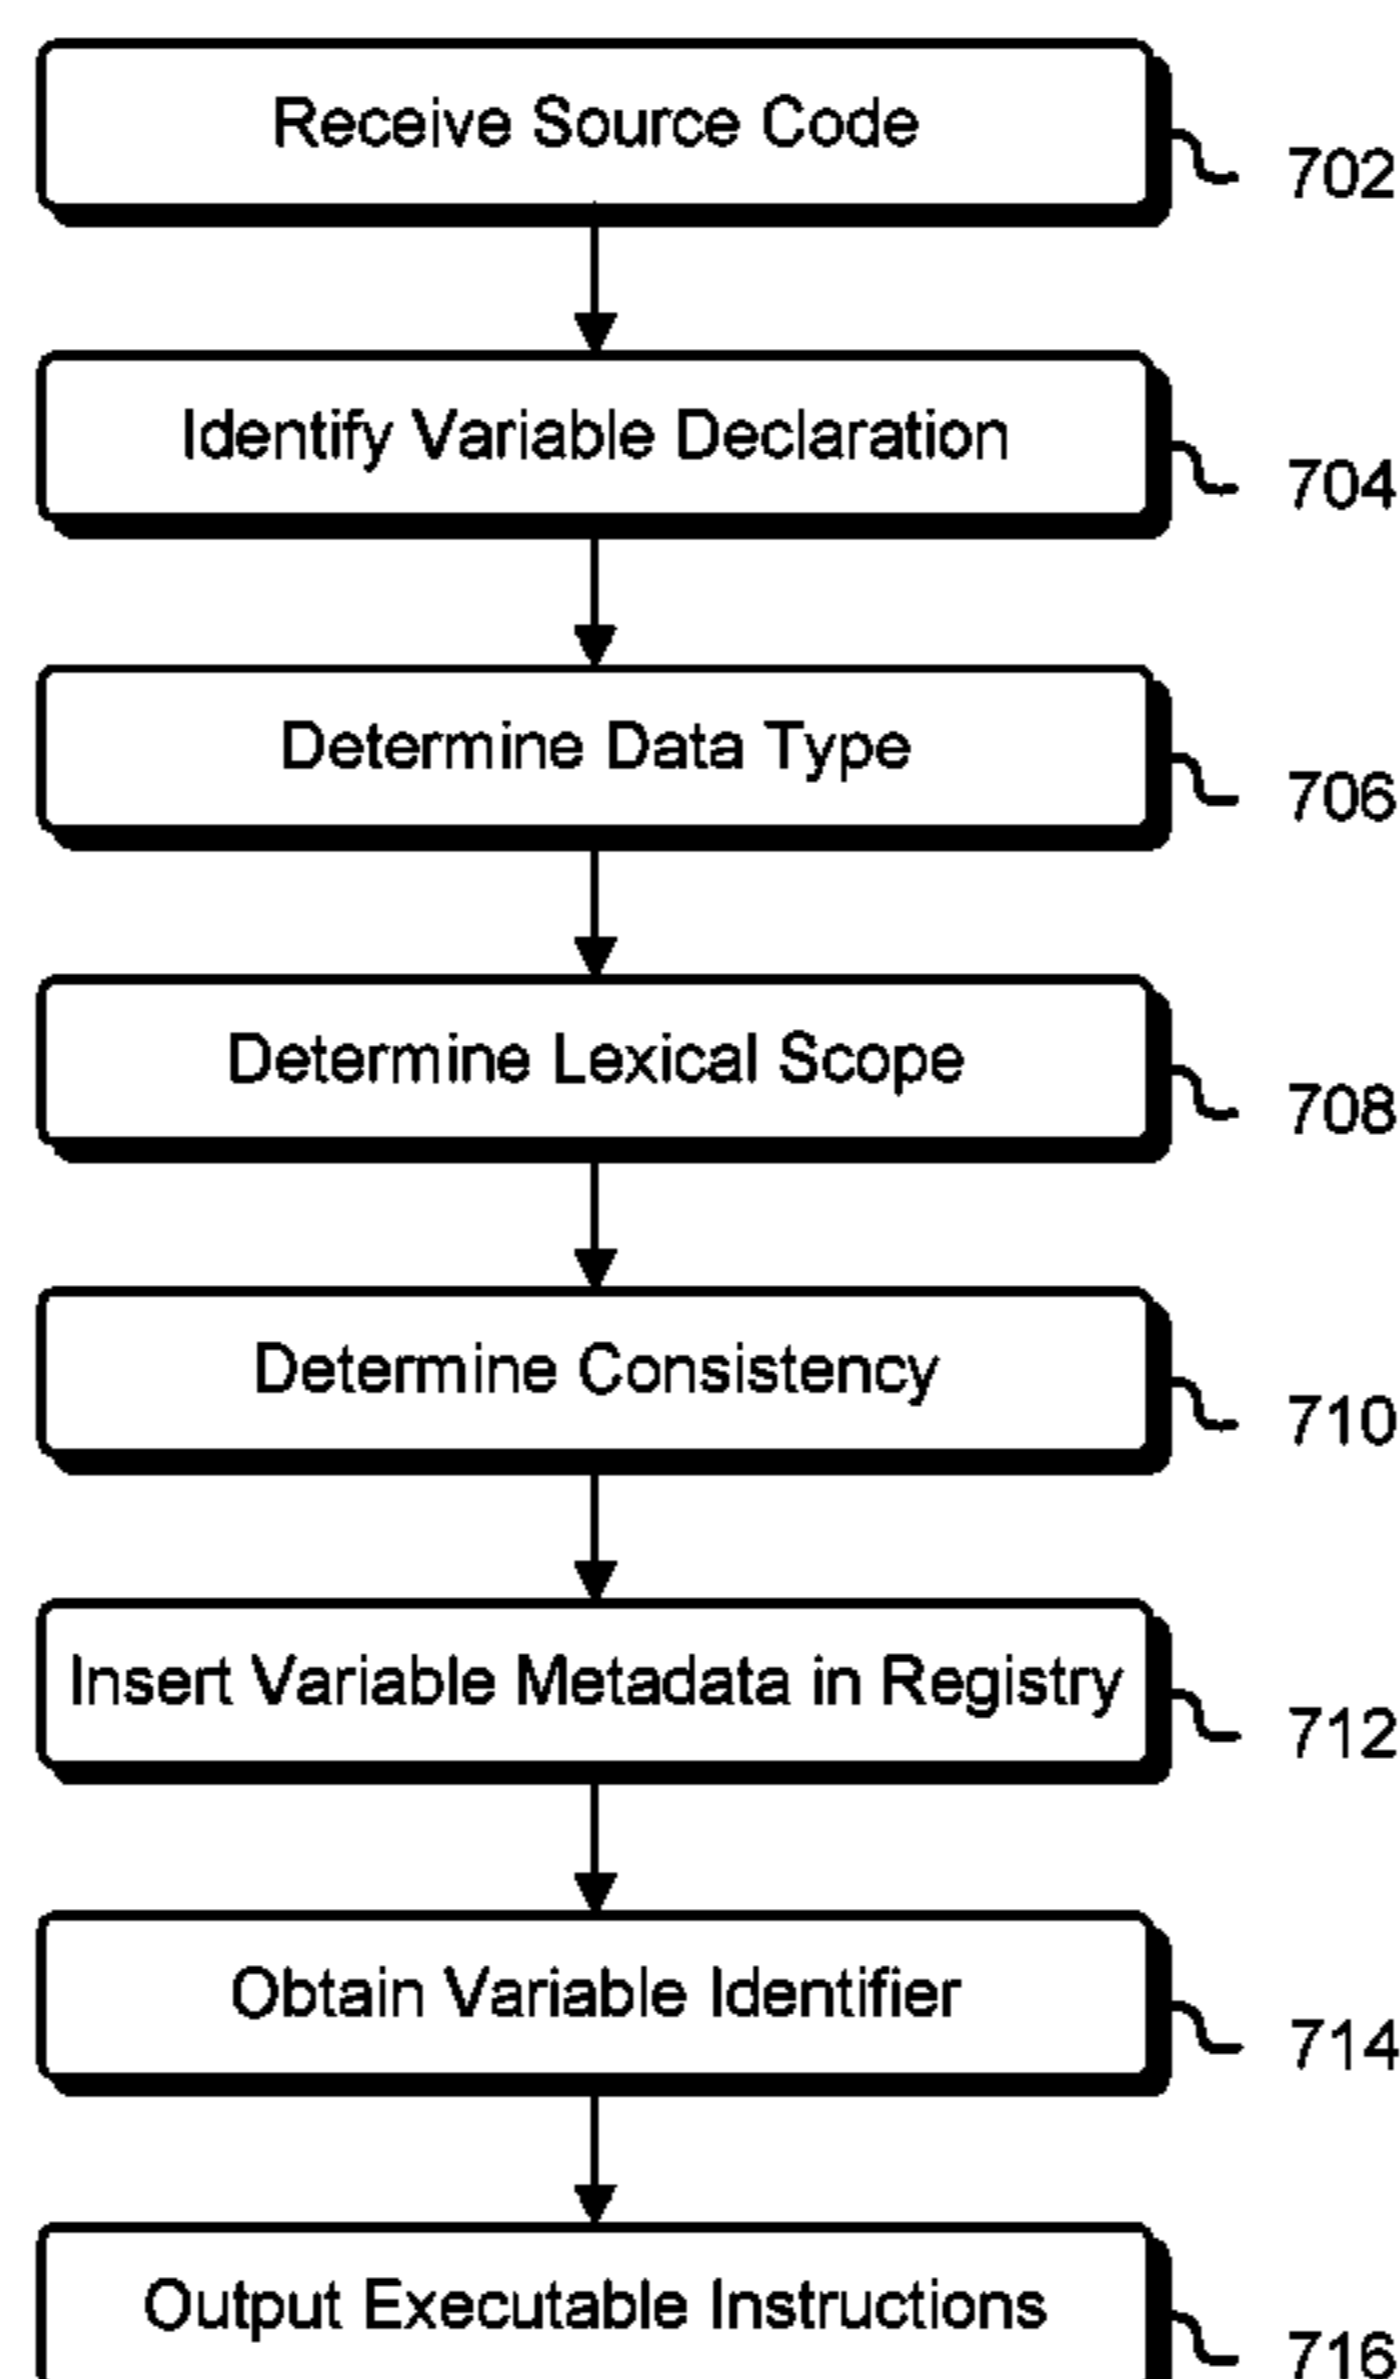 Receive Source Code
702
Identify Variable Declaration
704
Determine Data Type
706
Determine Lexical Scope
708
Determine Consistency
710
Insert Variable Metadata in Registry
712
Obtain Variable Identifier
714
Output Executable Instructions
716